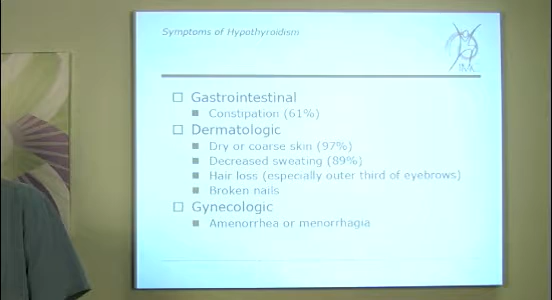 Symptoms of Hypothyroidism
IMC
Gastrointestinal
Constipation (61%)
Dermatologic
Dry or coarse skin (97%)
Decreased sweating (89%)
Hair loss (especially outer third of eyebrows)
Broken nails
Gynecologic
Amenorrhea or menorrhagia